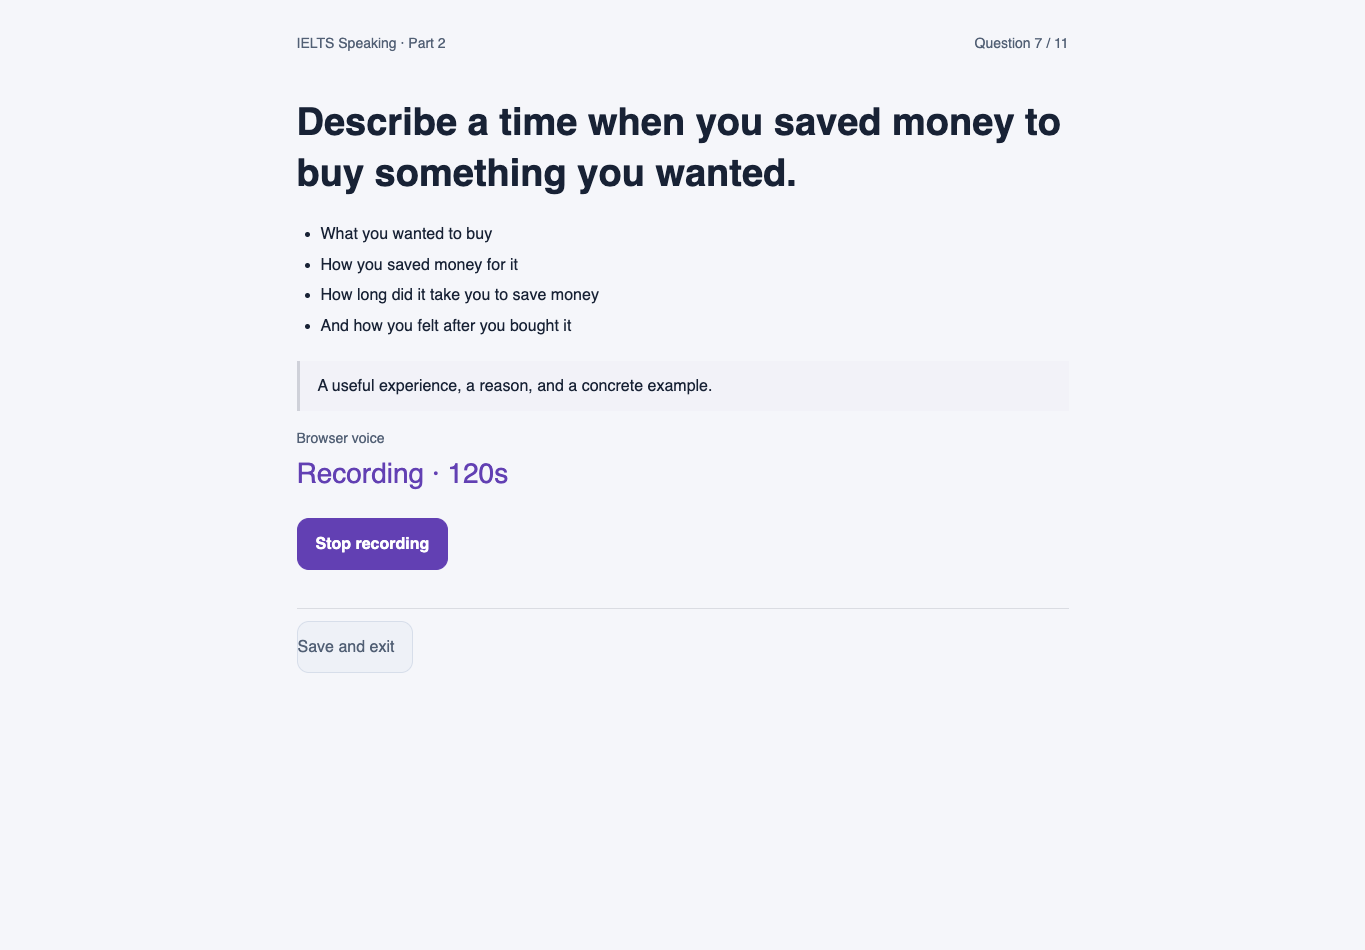 IELTS Speaking · Part 2
Question 7 / 11
Describe a time when you saved money to
buy something you wanted.
What you wanted to buy
How you saved money for it
How long did it take you to save money
And how you felt after you bought it
A useful experience, a reason, and a concrete example.
Browser voice
Recording · 120s
Stop recording
Save and exit